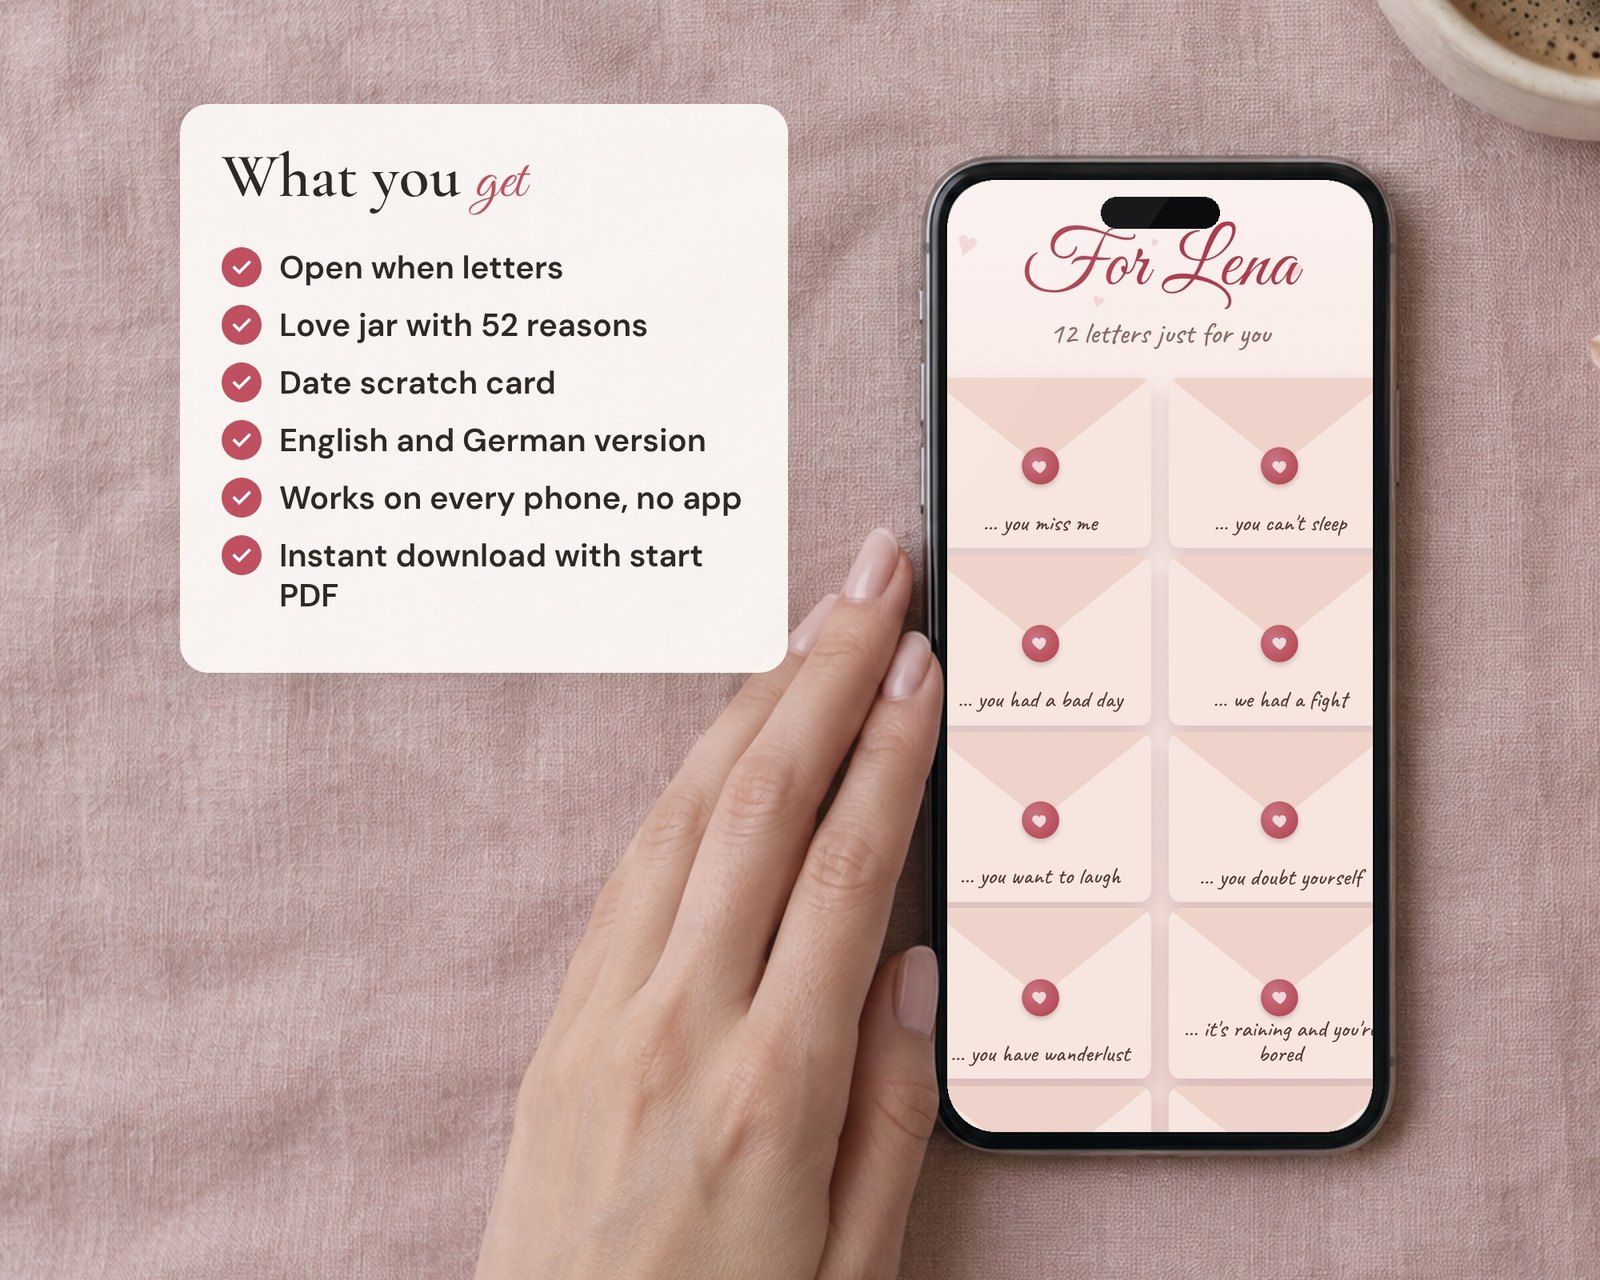 What you get
Open when letters
Love jar with 52 reasons
Date scratch card
English and German version
Works on every phone, no app
Instant download with start
PDF
For Lena
12 letters just for you
... you miss me
... you can't sleep
... you had a bad day
... we had a fight
... you want to laugh
... you doubt yourself
... you have wanderlust
... it's raining and you're
bored